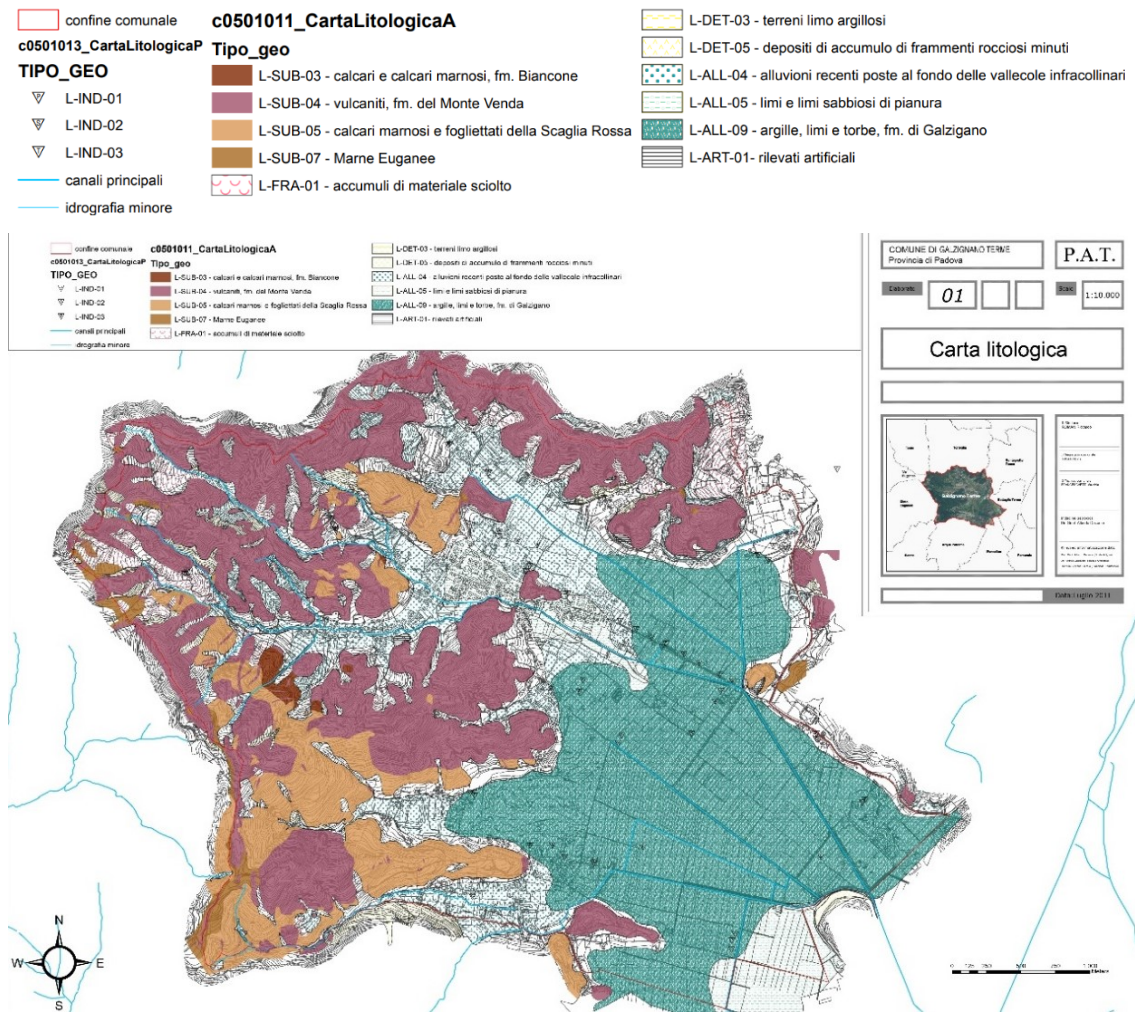 confine comunale
c0501013_CartaLitologicaP
TIPO_GEO
L-IND-01
L-IND-02
L-IND-03
canali principali
idrografia minore
c0501011_CartaLitologicaA
Tipo_geo
L-SUB-03 - calcari e calcari marnosi, fm. Biancone
L-SUB-04 - vulcaniti, fm. del Monte Venda
L-SUB-05 - calcari marnosi e fogliettati della Scaglia Rossa
L-SUB-07 - Marne Euganee
L-FRA-01 - accumuli di materiale sciolto
L-DET-03 - terreni limo argillosi
L-DET-05 - depositi di accumulo di frammenti rocciosi minuti
L-ALL-04 - alluvioni recenti poste al fondo delle vallecole infracollinari
L-ALL-05 - limi e limi sabbiosi di pianura
L-ALL-09 - argille, limi e torbe, fm. di Galzignano
L-ART-01- rilevati artificiali
confine comunale
c0501013_CartaLitologicaP
TIPO_GEO
L-IND-01
L-IND-02
L-IND-03
canali principali
idrografia minore
c0501011_CartaLitologicaA
Tipo_geo
L-SUB-03 - calcari e calcari marnosi, fm. Biancone
L-SUB-04 - vulcaniti, fm. del Monte Venda
L-SUB-05 - calcari marnosi e fogliettati della Scaglia Rossa
L-SUB-07 - Marne Euganee
L-FRA-01 - accumuli di materiale sciolto
L-DET-03 - terreni limo argillosi
L-DET-05 - depositi di accumulo di frammenti rocciosi minuti
L-ALL-04 - alluvioni recenti poste al fondo delle vallecole infracollinari
L-ALL-05 - limi e limi sabbiosi di pianura
L-ALL-09 - argille, limi e torbe, fm. di Galzignano
L-ART-01- rilevati artificiali
COMUNE DI GALZIGNANO TERME
Provincia di Padova
P.A.T.
Elaborato
01
Scala
1:10.000
Carta litologica
Galzignano Terme
Data Luglio 2011
N
W
E
S
0 125 250 500 750 1.000
Meters